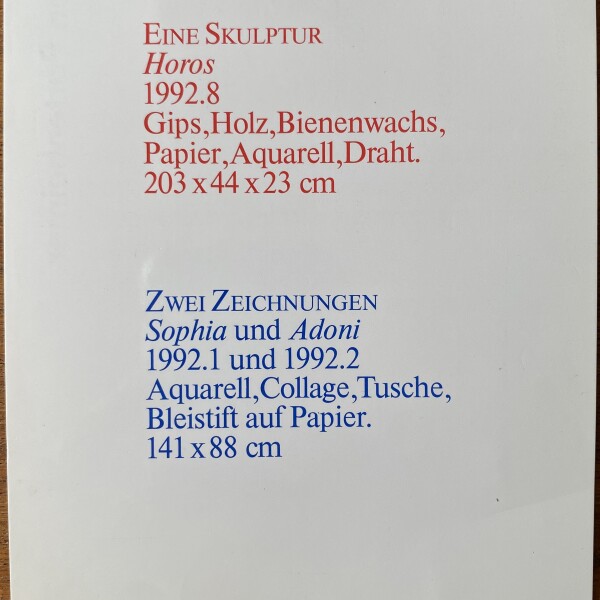 EINE SKULPTUR
Horos
1992.8
Gips,Holz,Bienenwachs,
Papier,Aquarell,Draht.
203 x 44 x 23 cm
ZWEI ZEICHNUNGEN
Sophia und Adoni
1992.1 und 1992.2
Aquarell,Collage,Tusche,
Bleistift auf Papier.
141 x 88 cm